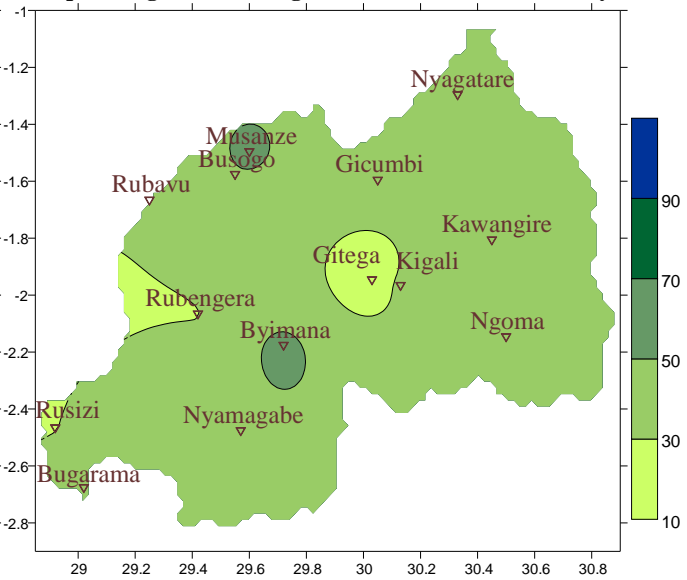 -1
-1.2
Nyagatare
-1.4
Musanze
Busogo
Gicumbi
-1.6
Rubavu
-1.8
Kawangire
Gitega
Kigali
-2
Rubengera
Byimana
Ngoma
-2.2
-2.4
Rusizi
Nyamagabe
-2.6
Bugarama
-2.8
29 29.2 29.4 29.6 29.8 30 30.2 30.4 30.6 30.8
90
70
50
30
10